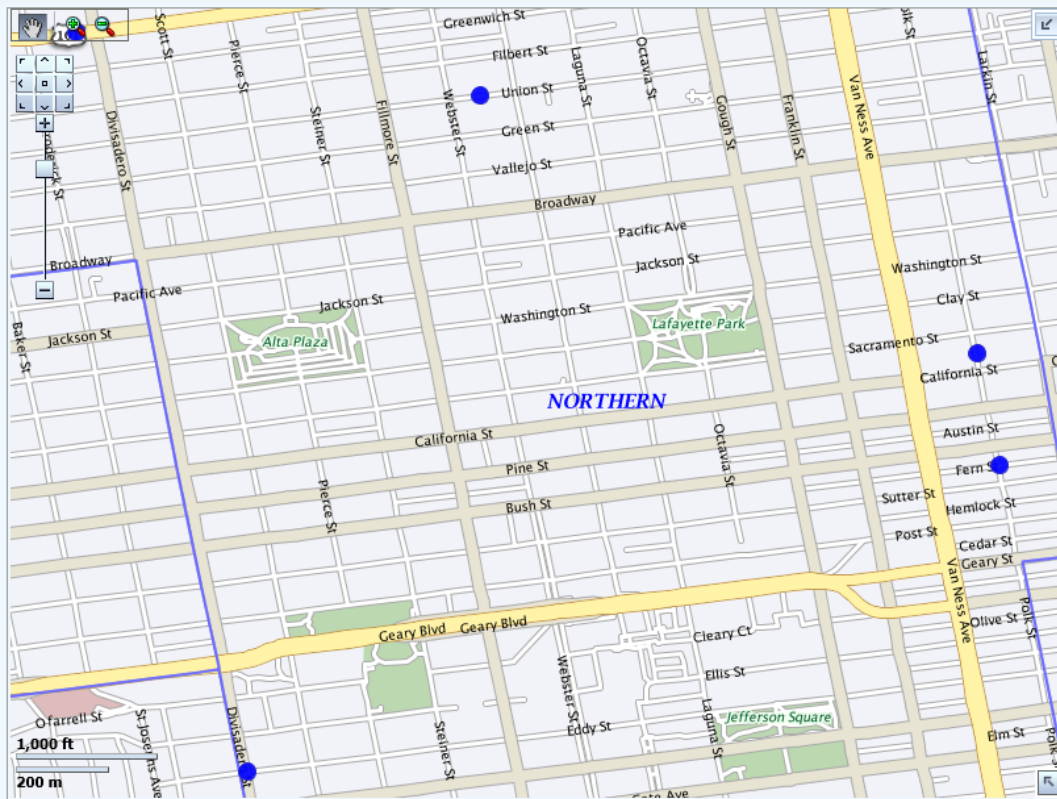 Greenwich St
Scott St
Pierce St
Filbert St
Octavia St
Laguna St
Larkin St
Union St
Van Ness Ave
Divisadero St
Steiner St
Fillmore St
Webster St
Gough St
Franklin St
Green St
Vallejo St
Broadway
Pacific Ave
Jackson St
Broadway
Washington St
Pacific Ave
Jackson St
Clay St
Washington St
Jackson St
Baker St
Alta Plaza
Lafayette Park
Sacramento St
California St
NORTHERN
Austin St
California St
Octavia St
Pine St
Fern
Pierce St
Bush St
Sutter St
Hemlock St
Post St
Cedar St
Geary St
Van Ness Ave
Polk St
Olive St
Geary Blvd
Geary Blvd
Cleary Ct
Webster St
Ellis St
Laguna St
Ofarrell St
Jefferson Square
Eddy St
Steiner St
Elm St
1,000 ft
200 m